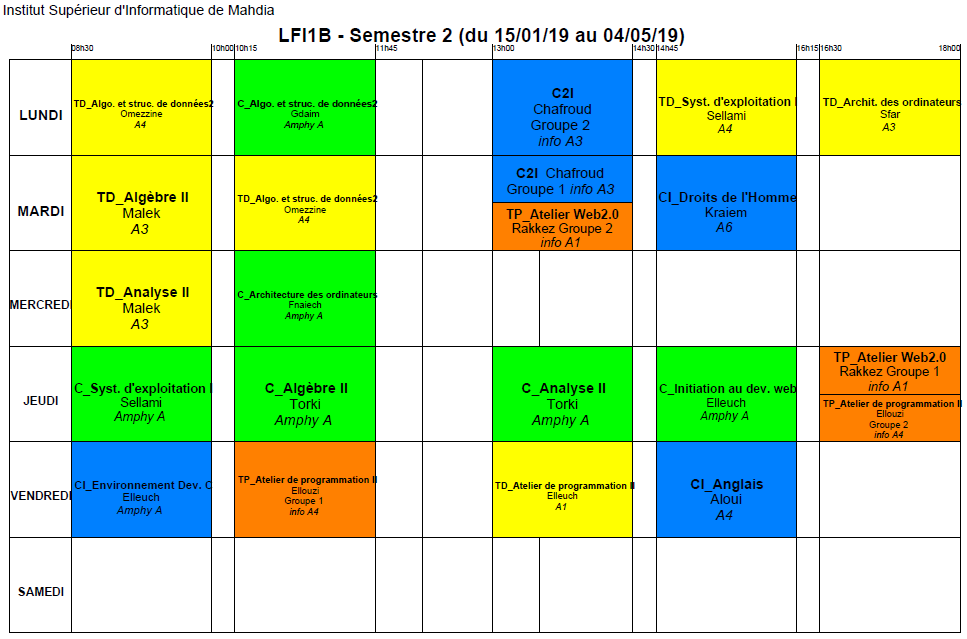 Institut Supérieur d'Informatique de Mahdia
LFI1B - Semestre 2 (du 15/01/19 au 04/05/19)
08h30 10h00 10h15 11h45 13h00 14h30 14h45 16h15 16h30 18h00
LUNDI
TD_Algo. et struc. de données2
Omezzine
A4
C_Algo. et struc. de données2
Gdaim
Amphy A
C2I
Chafroud
Groupe 2
info A3
TD_Syst. d'exploitation I
Sellami
A4
TD_Archit. des ordinateurs
Sfar
A3
MARDI
TD_Algèbre II
Malek
A3
TD_Algo. et struc. de données2
Omezzine
A4
C2I Chafroud
Groupe 1 info A3
TP_Atelier Web2.0
Rakkez Groupe 2
info A1
CI_Droits de l'Homme
Kraiem
A6
MERCREDI
TD_Analyse II
Malek
A3
C_Architecture des ordinateurs
Fnaiech
Amphy A
JEUDI
C_Syst. d'exploitation I
Sellami
Amphy A
C_Algèbre II
Torki
Amphy A
C_Analyse II
Torki
Amphy A
C_Initiation au dev. web
Elleuch
Amphy A
TP_Atelier Web2.0
Rakkez Groupe 1
info A1
TP_Atelier de programmation II
Ellouzi
Groupe 2
info A4
VENDREDI
CI_Environnement Dev. C
Elleuch
Amphy A
TP_Atelier de programmation II
Ellouzi
Groupe 1
info A4
TD_Atelier de programmation II
Elleuch
A1
CI_Anglais
Aloui
A4
SAMEDI